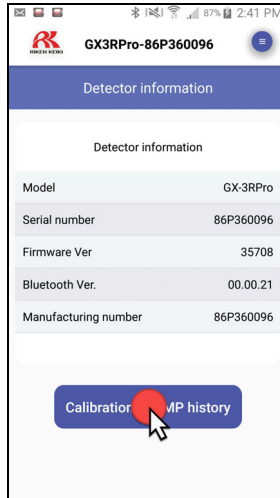 87% 2:41 PM
RIKEN KEIKI
GX3RPro-86P360096
Detector information
Detector information
Model GX-3RPro
Serial number 86P360096
Firmware Ver 35708
Bluetooth Ver. 00.00.21
Manufacturing number 86P360096
Calibration MP history